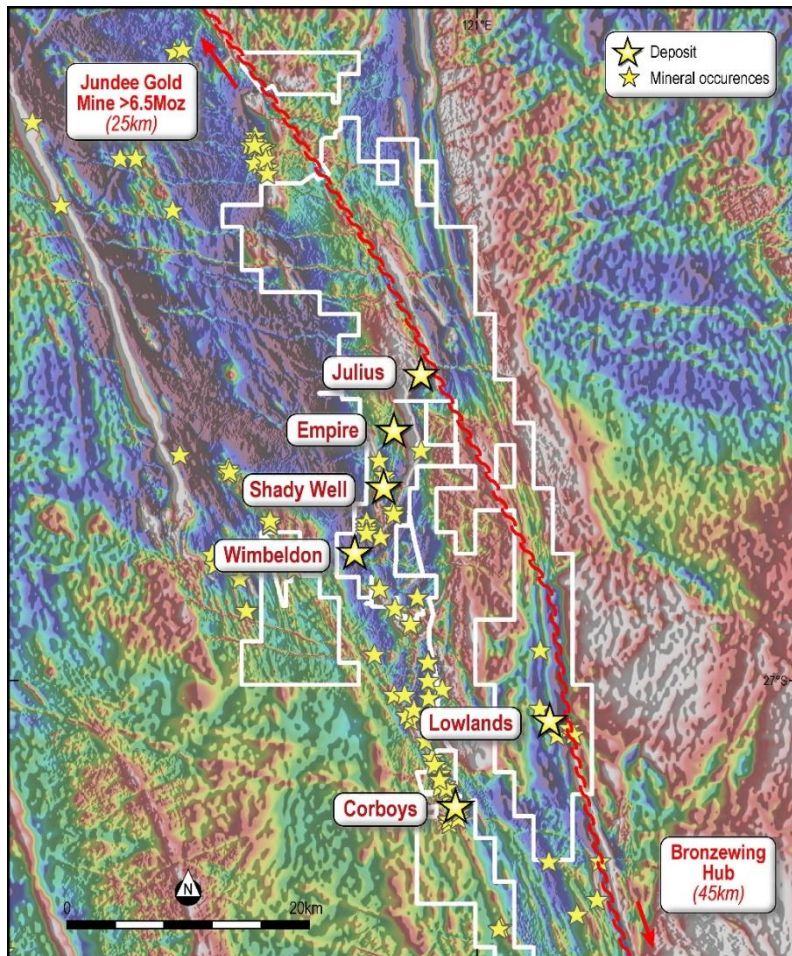 121°E
Deposit
Mineral occurences
Jundee Gold
Mine >6.5Moz
(25km)
Julius
Empire
Shady Well
Wimbeldon
27°S
Lowlands
Corboys
Bronzewing
Hub
(45km)
N
0
20km